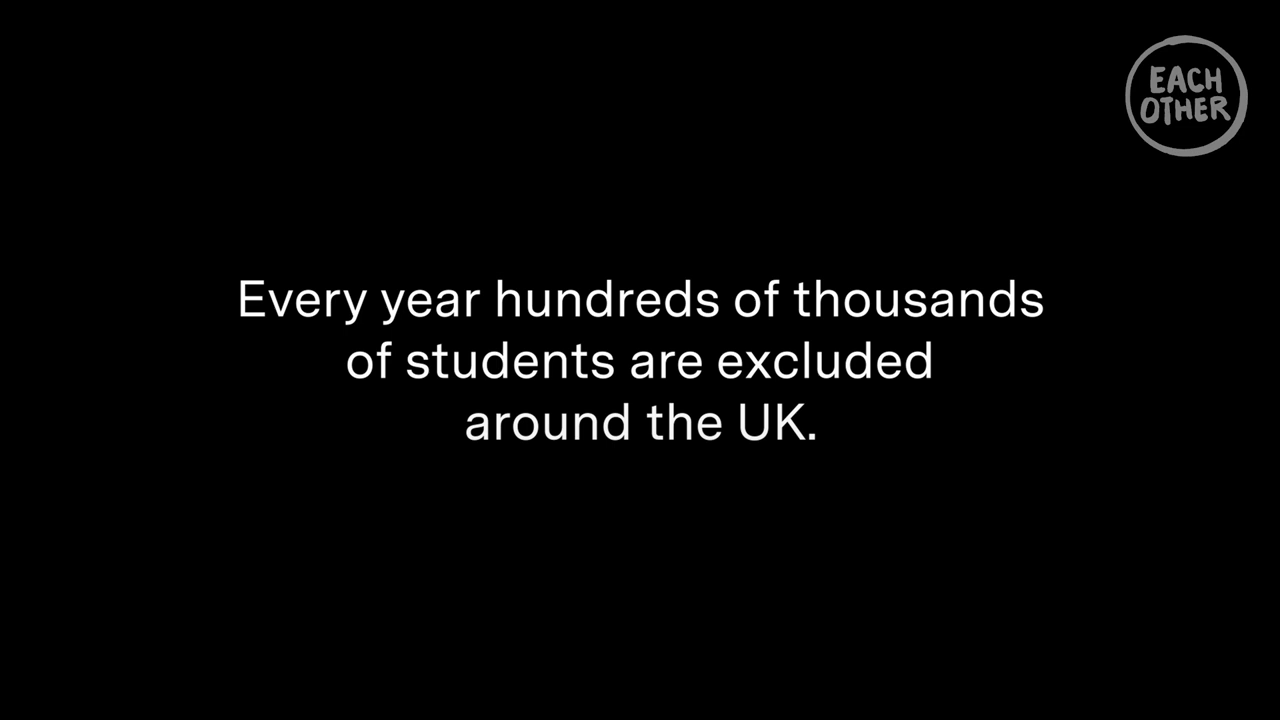 EACH
OTHER
Every year hundreds of thousands
of students are excluded
around the UK.